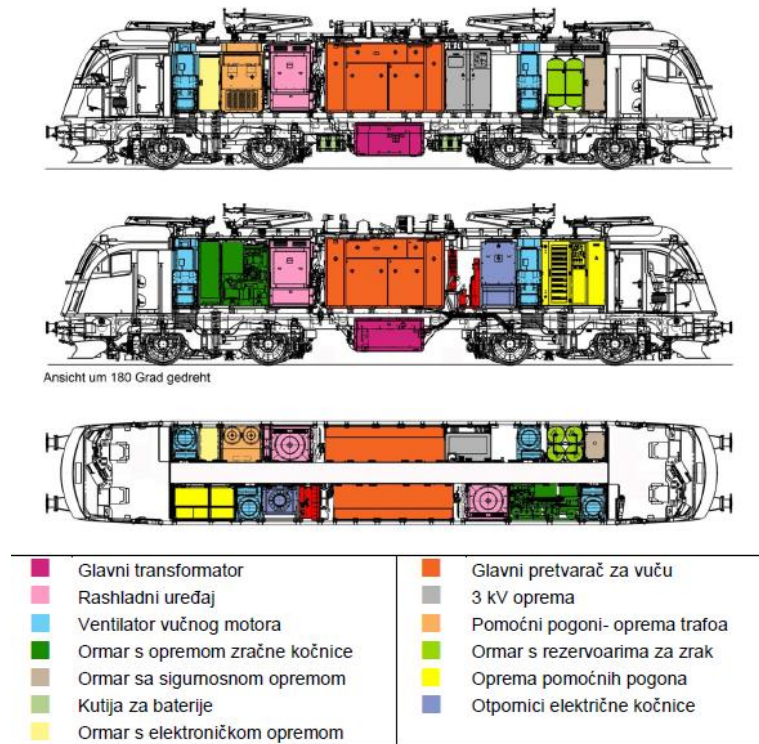 Ansicht um 180 Grad gedreht
Glavni transformator
Rashladni uređaj
Ventilator vučnog motora
Ormar s opremom zračne kočnice
Ormar sa sigurnosnom opremom
Kutija za baterije
Ormar s elektroničkom opremom
Glavni pretvarač za vuču
3 kV oprema
Pomoćni pogoni- oprema trafoa
Ormar s rezervoarima za zrak
Oprema pomoćnih pogona
Otpornici električne kočnice